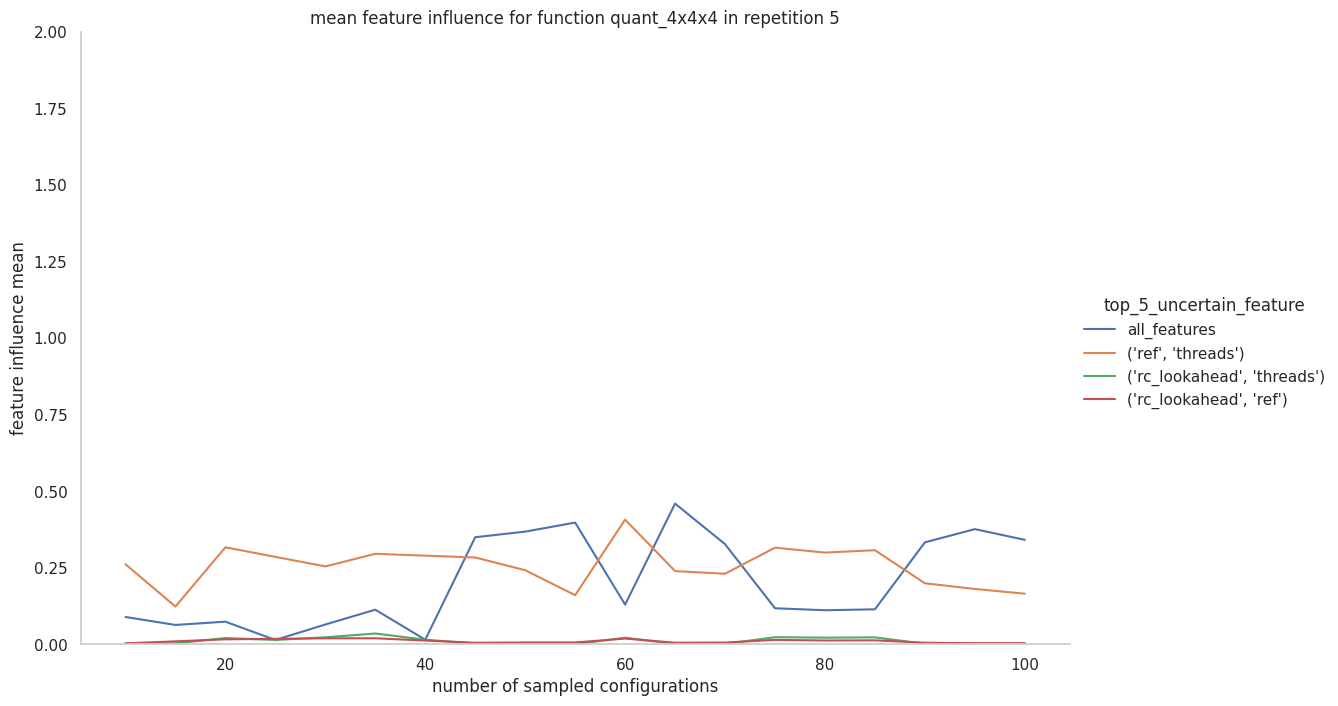 mean feature influence for function quant_4x4x4 in repetition 5
2.00
1.75
1.50
1.25
1.00
0.75
0.50
0.25
0.00
feature influence mean
20 40 60 80 100
number of sampled configurations
top_5_uncertain_feature
all_features
('ref', 'threads')
('rc_lookahead', 'threads')
('rc_lookahead', 'ref')